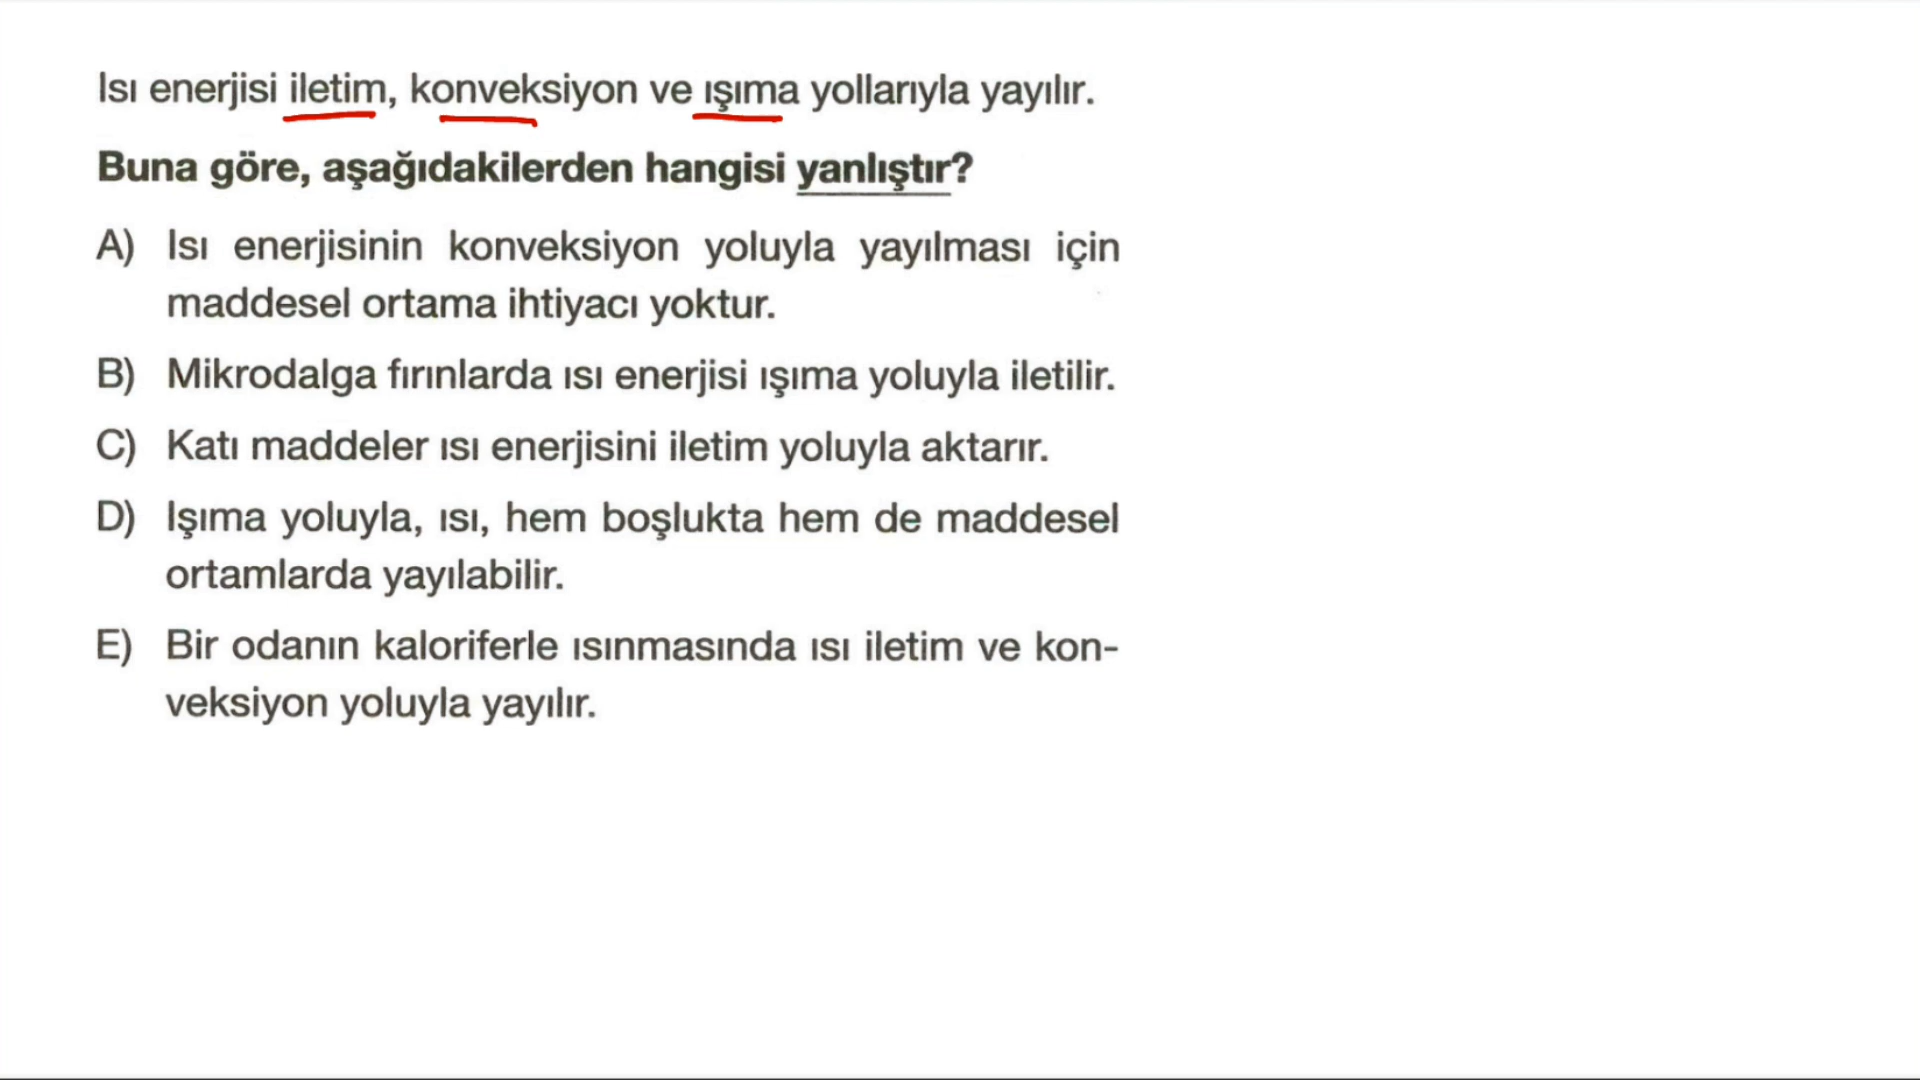 Isı enerjisi iletim, konveksiyon ve ışıma yollarıyla yayılır.
Buna göre, aşağıdakilerden hangisi yanlıştır?
A) Isı enerjisinin konveksiyon yoluyla yayılması için
maddesel ortama ihtiyacı yoktur.
B) Mikrodalga fırınlarda ısı enerjisi ışıma yoluyla iletilir.
C) Katı maddeler ısı enerjisini iletim yoluyla aktarır.
D) Işıma yoluyla, ısı, hem boşlukta hem de maddesel
ortamlarda yayılabilir.
E) Bir odanın kaloriferle ısınmasında ısı iletim ve kon-
veksiyon yoluyla yayılır.